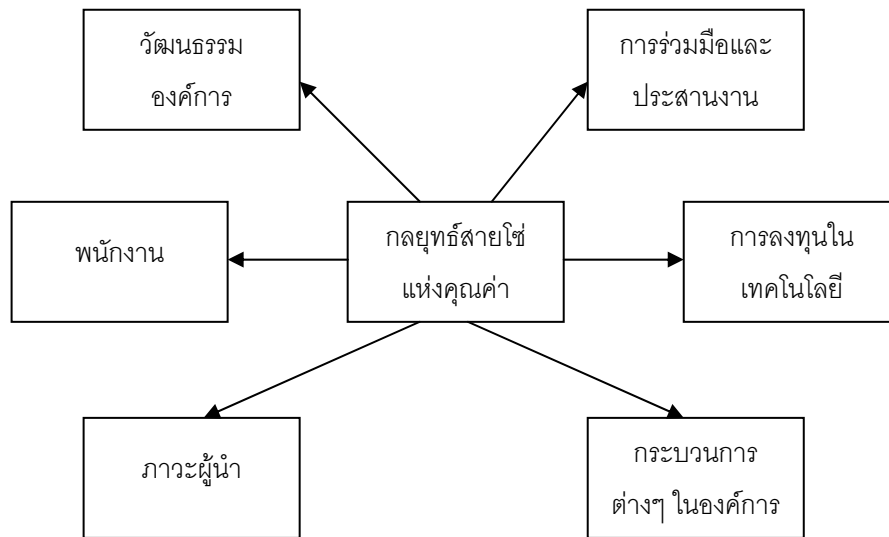 วัฒนธรรม
องค์การ
การร่วมมือและ
ประสานงาน
พนักงาน
กลยุทธ์สายโซ่
แห่งคุณค่า
การลงทุนใน
เทคโนโลยี
ภาวะผู้นำ
กระบวนการ
ต่างๆ ในองค์การ